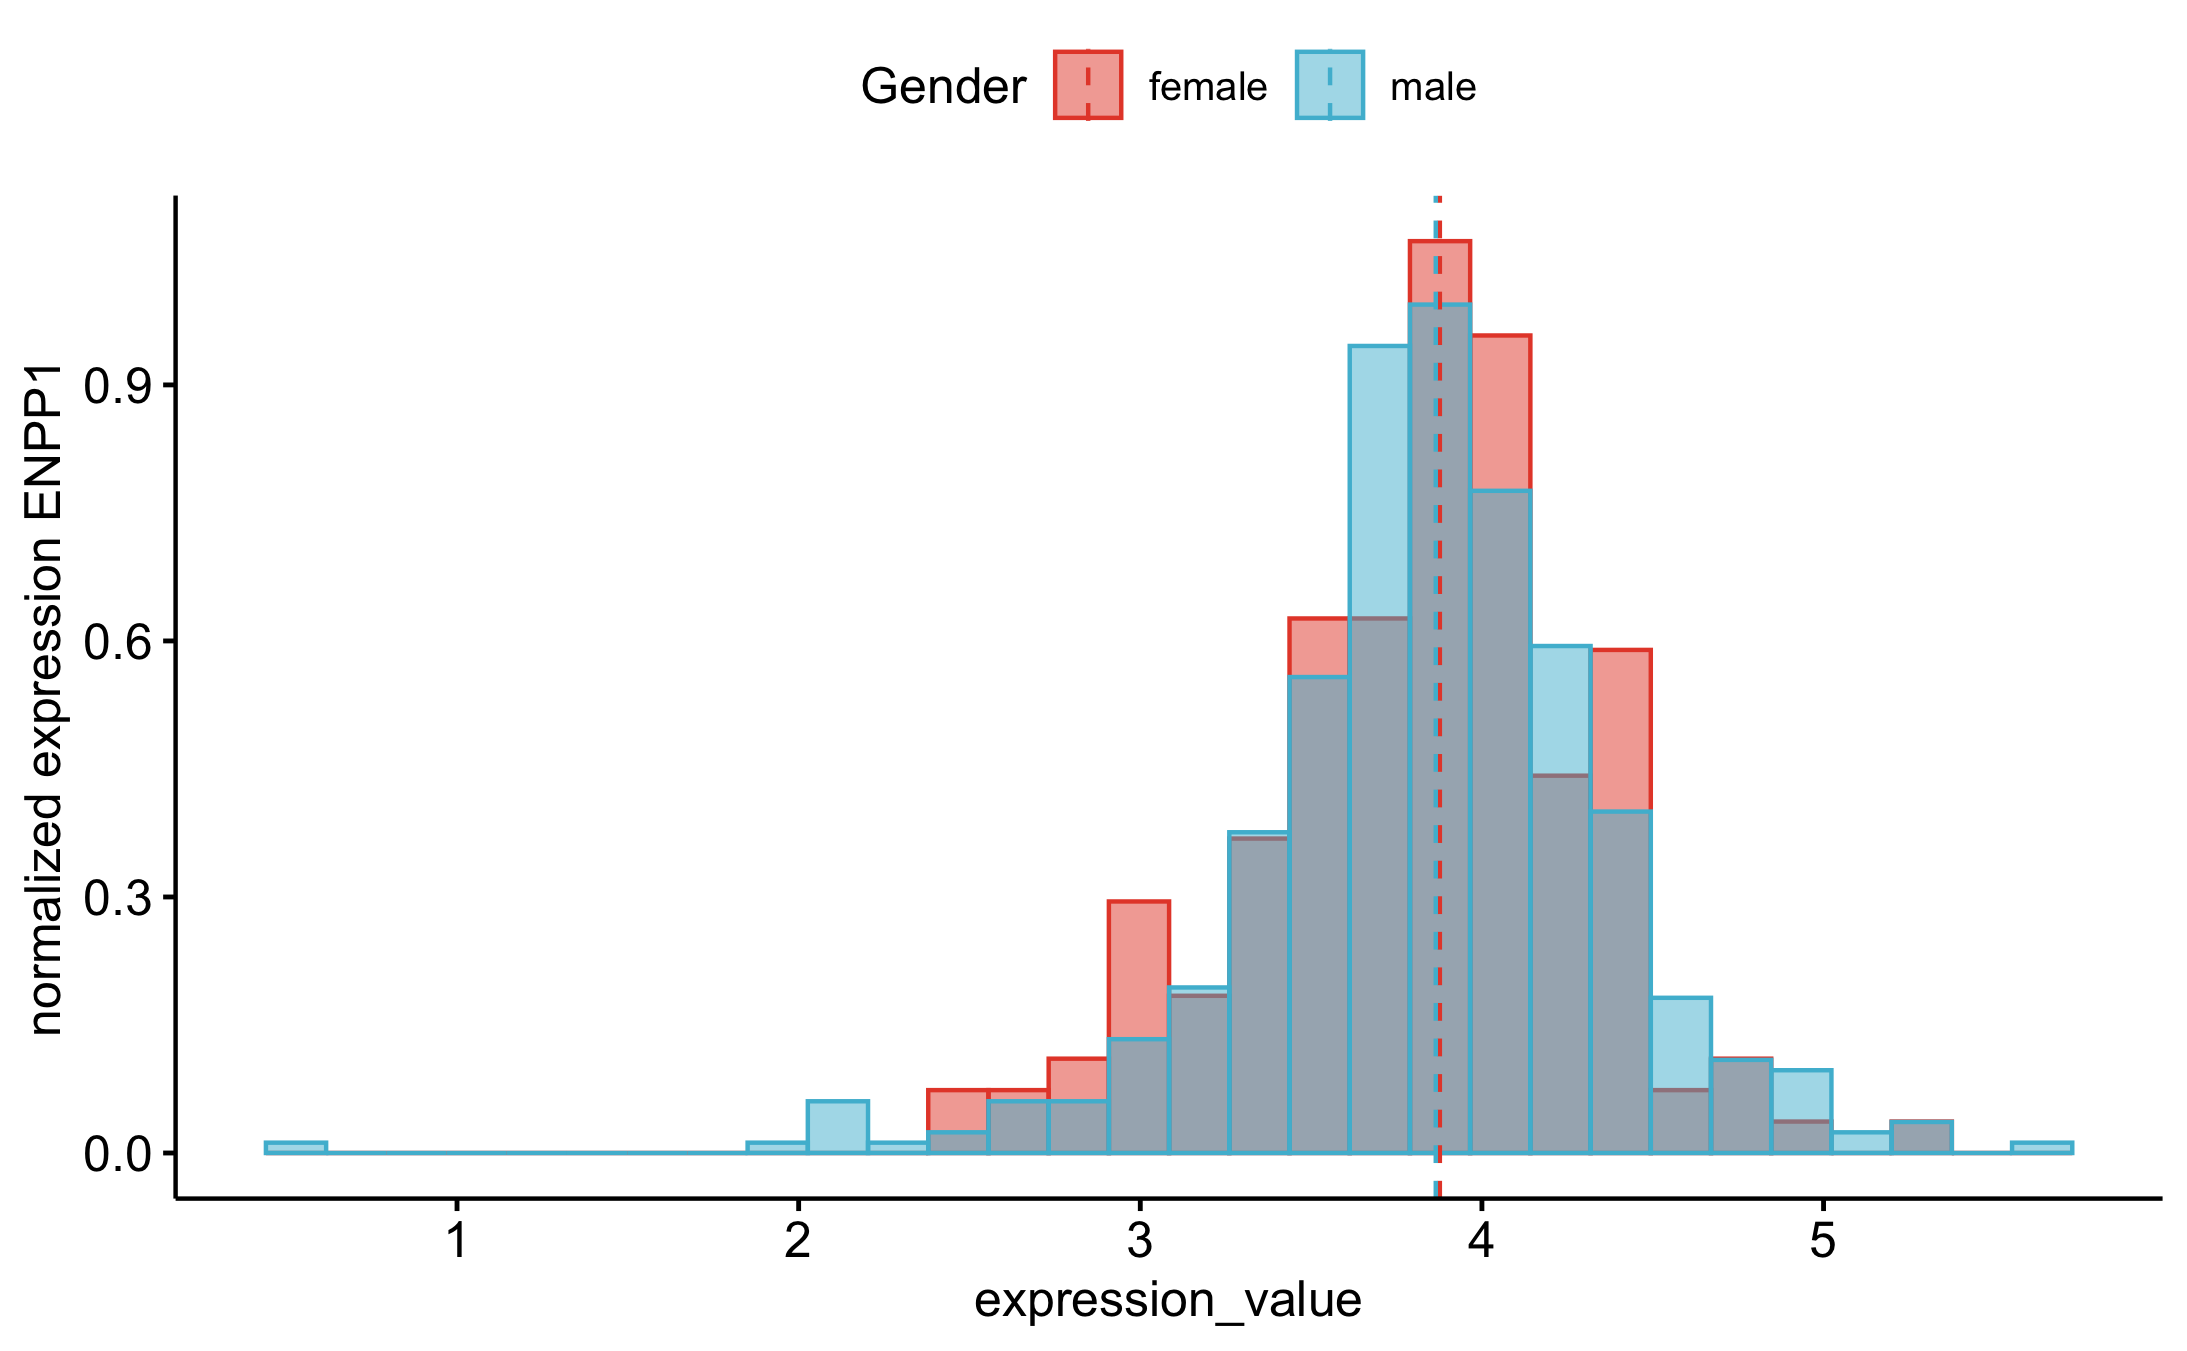 Gender female male
normalized expression ENPP1
0.9
0.6
0.3
0.0
1 2 3 4 5
expression_value